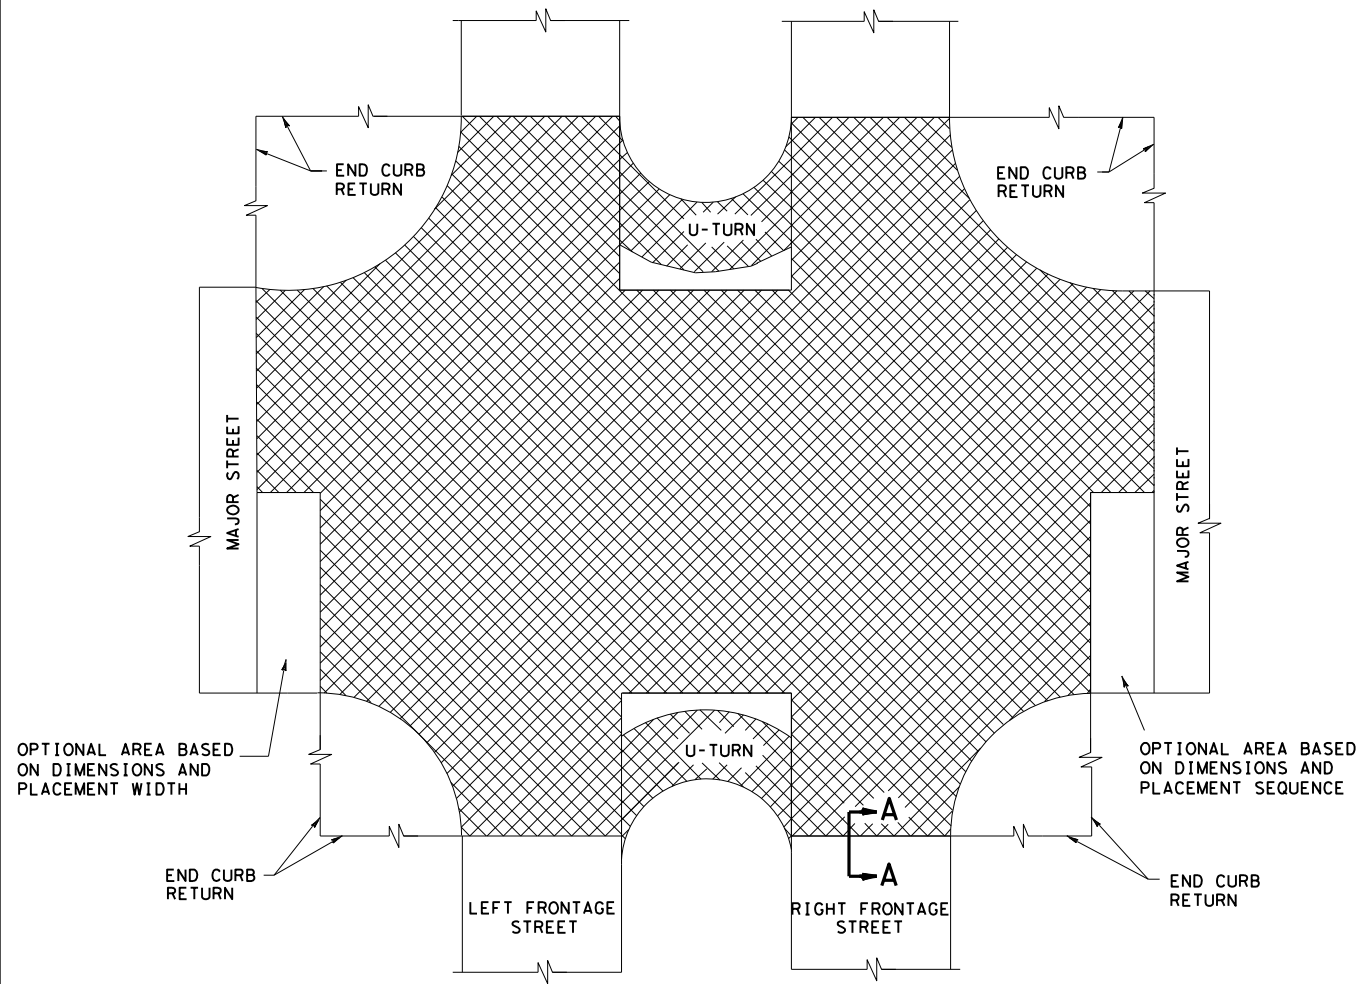 END CURB
RETURN
END CURB
RETURN
U-TURN
MAJOR STREET
MAJOR STREET
OPTIONAL AREA BASED
ON DIMENSIONS AND
PLACEMENT WIDTH
U-TURN
OPTIONAL AREA BASED
ON DIMENSIONS AND
PLACEMENT SEQUENCE
A
A
END CURB
RETURN
END CURB
RETURN
LEFT FRONTAGE
STREET
RIGHT FRONTAGE
STREET